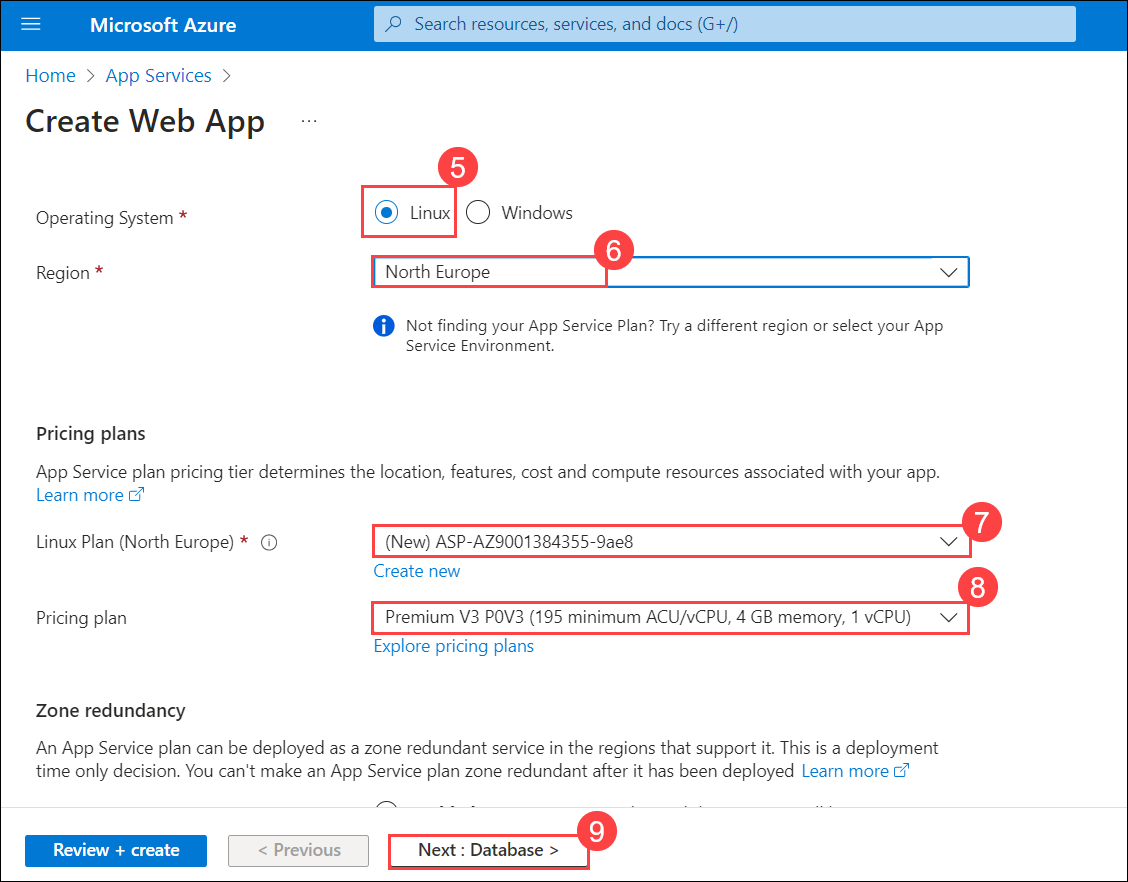 Microsoft Azure
Search resources, services, and docs (G+/)
Home > App Services >
Create Web App ...
5
Operating System *
Linux
Windows
6
Region *
North Europe
Not finding your App Service Plan? Try a different region or select your App
Service Environment.
Pricing plans
App Service plan pricing tier determines the location, features, cost and compute resources associated with your app.
Learn more
7
Linux Plan (North Europe) *
(New) ASP-AZ9001384355-9ae8
Create new
8
Pricing plan
Premium V3 P0V3 (195 minimum ACU/vCPU, 4 GB memory, 1 vCPU)
Explore pricing plans
Zone redundancy
An App Service plan can be deployed as a zone redundant service in the regions that support it. This is a deployment
time only decision. You can't make an App Service plan zone redundant after it has been deployed Learn more
9
Review + create
< Previous
Next : Database >